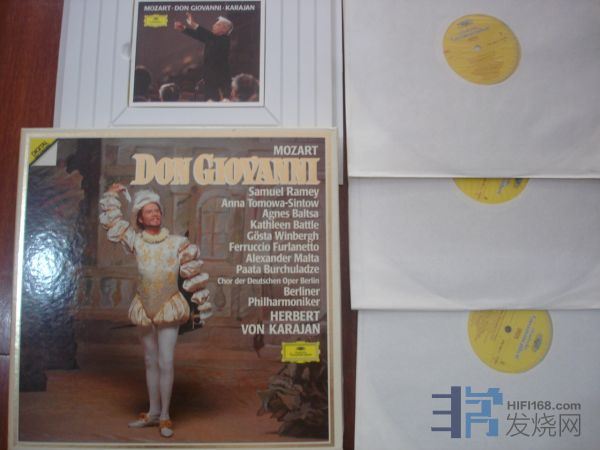 MOZART · DON GIOVANNI · KARAJAN
DIGITAL
MOZART
DON GIOVANNI
Samuel Ramey
Anna Tomowa-Sintow
Agnes Baltsa
Kathleen Battle
Gösta Winbergh
Ferruccio Furlanetto
Alexander Malta
Paata Burchuladze
Chor der Deutschen Oper Berlin
Berliner
Philharmoniker
HERBERT
VON KARAJAN
HIFI168.com
发烧网